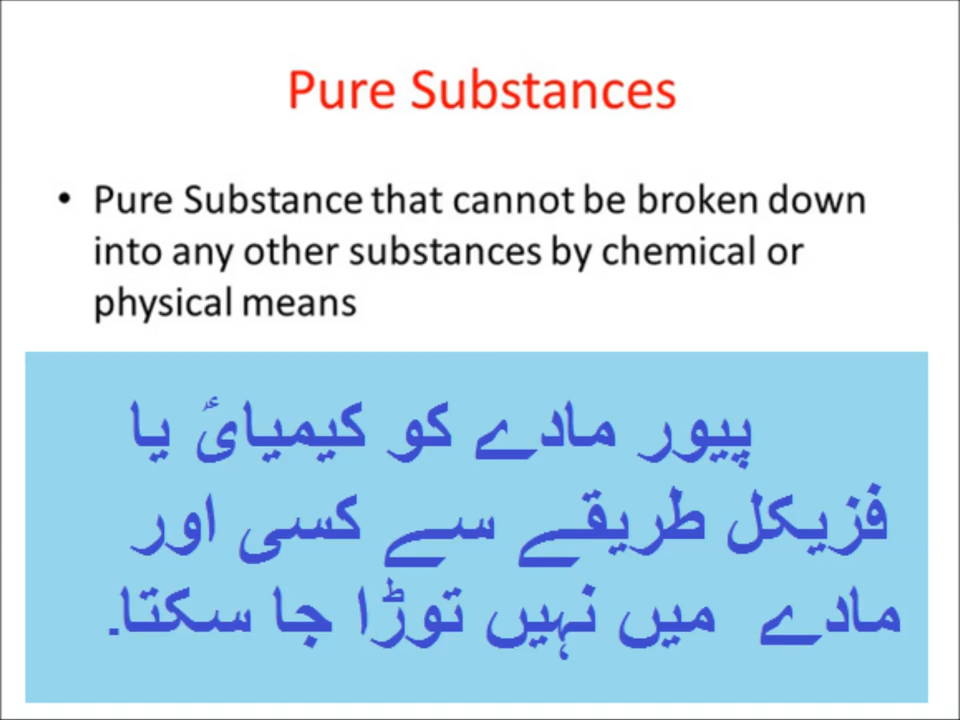 Pure Substances
• Pure Substance that cannot be broken down
into any other substances by chemical or
physical means
پیور مادے کو کیمیائ یا
فزیکل طریقے سے کسی اور
مادے میں نہیں توڑا جا سکتا۔